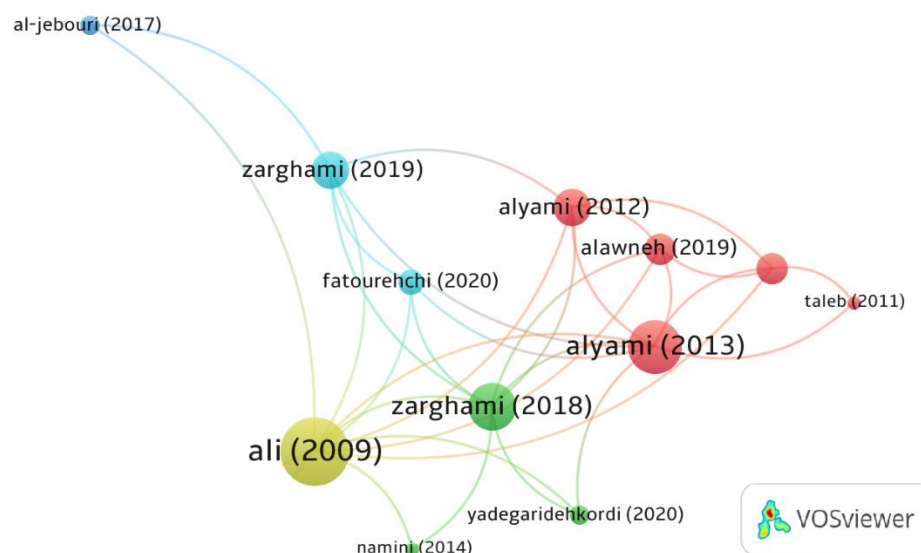 al-jebouri (2017)
zarghami (2019)
alyami (2012)
alawneh (2019)
fatourehchi (2020)
taleb (2011)
alyami (2013)
zarghami (2018)
ali (2009)
yadegaridehkordi (2020)
VOSviewer
namini (2014)